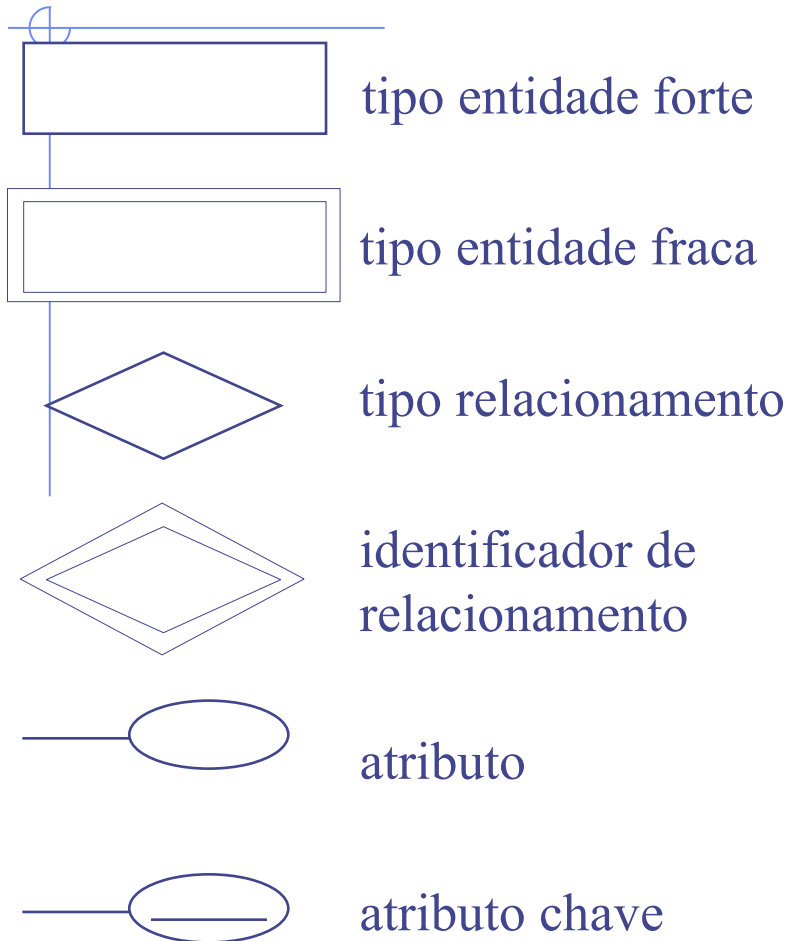 tipo entidade forte
tipo entidade fraca
tipo relacionamento
identificador de
relacionamento
atributo
atributo chave